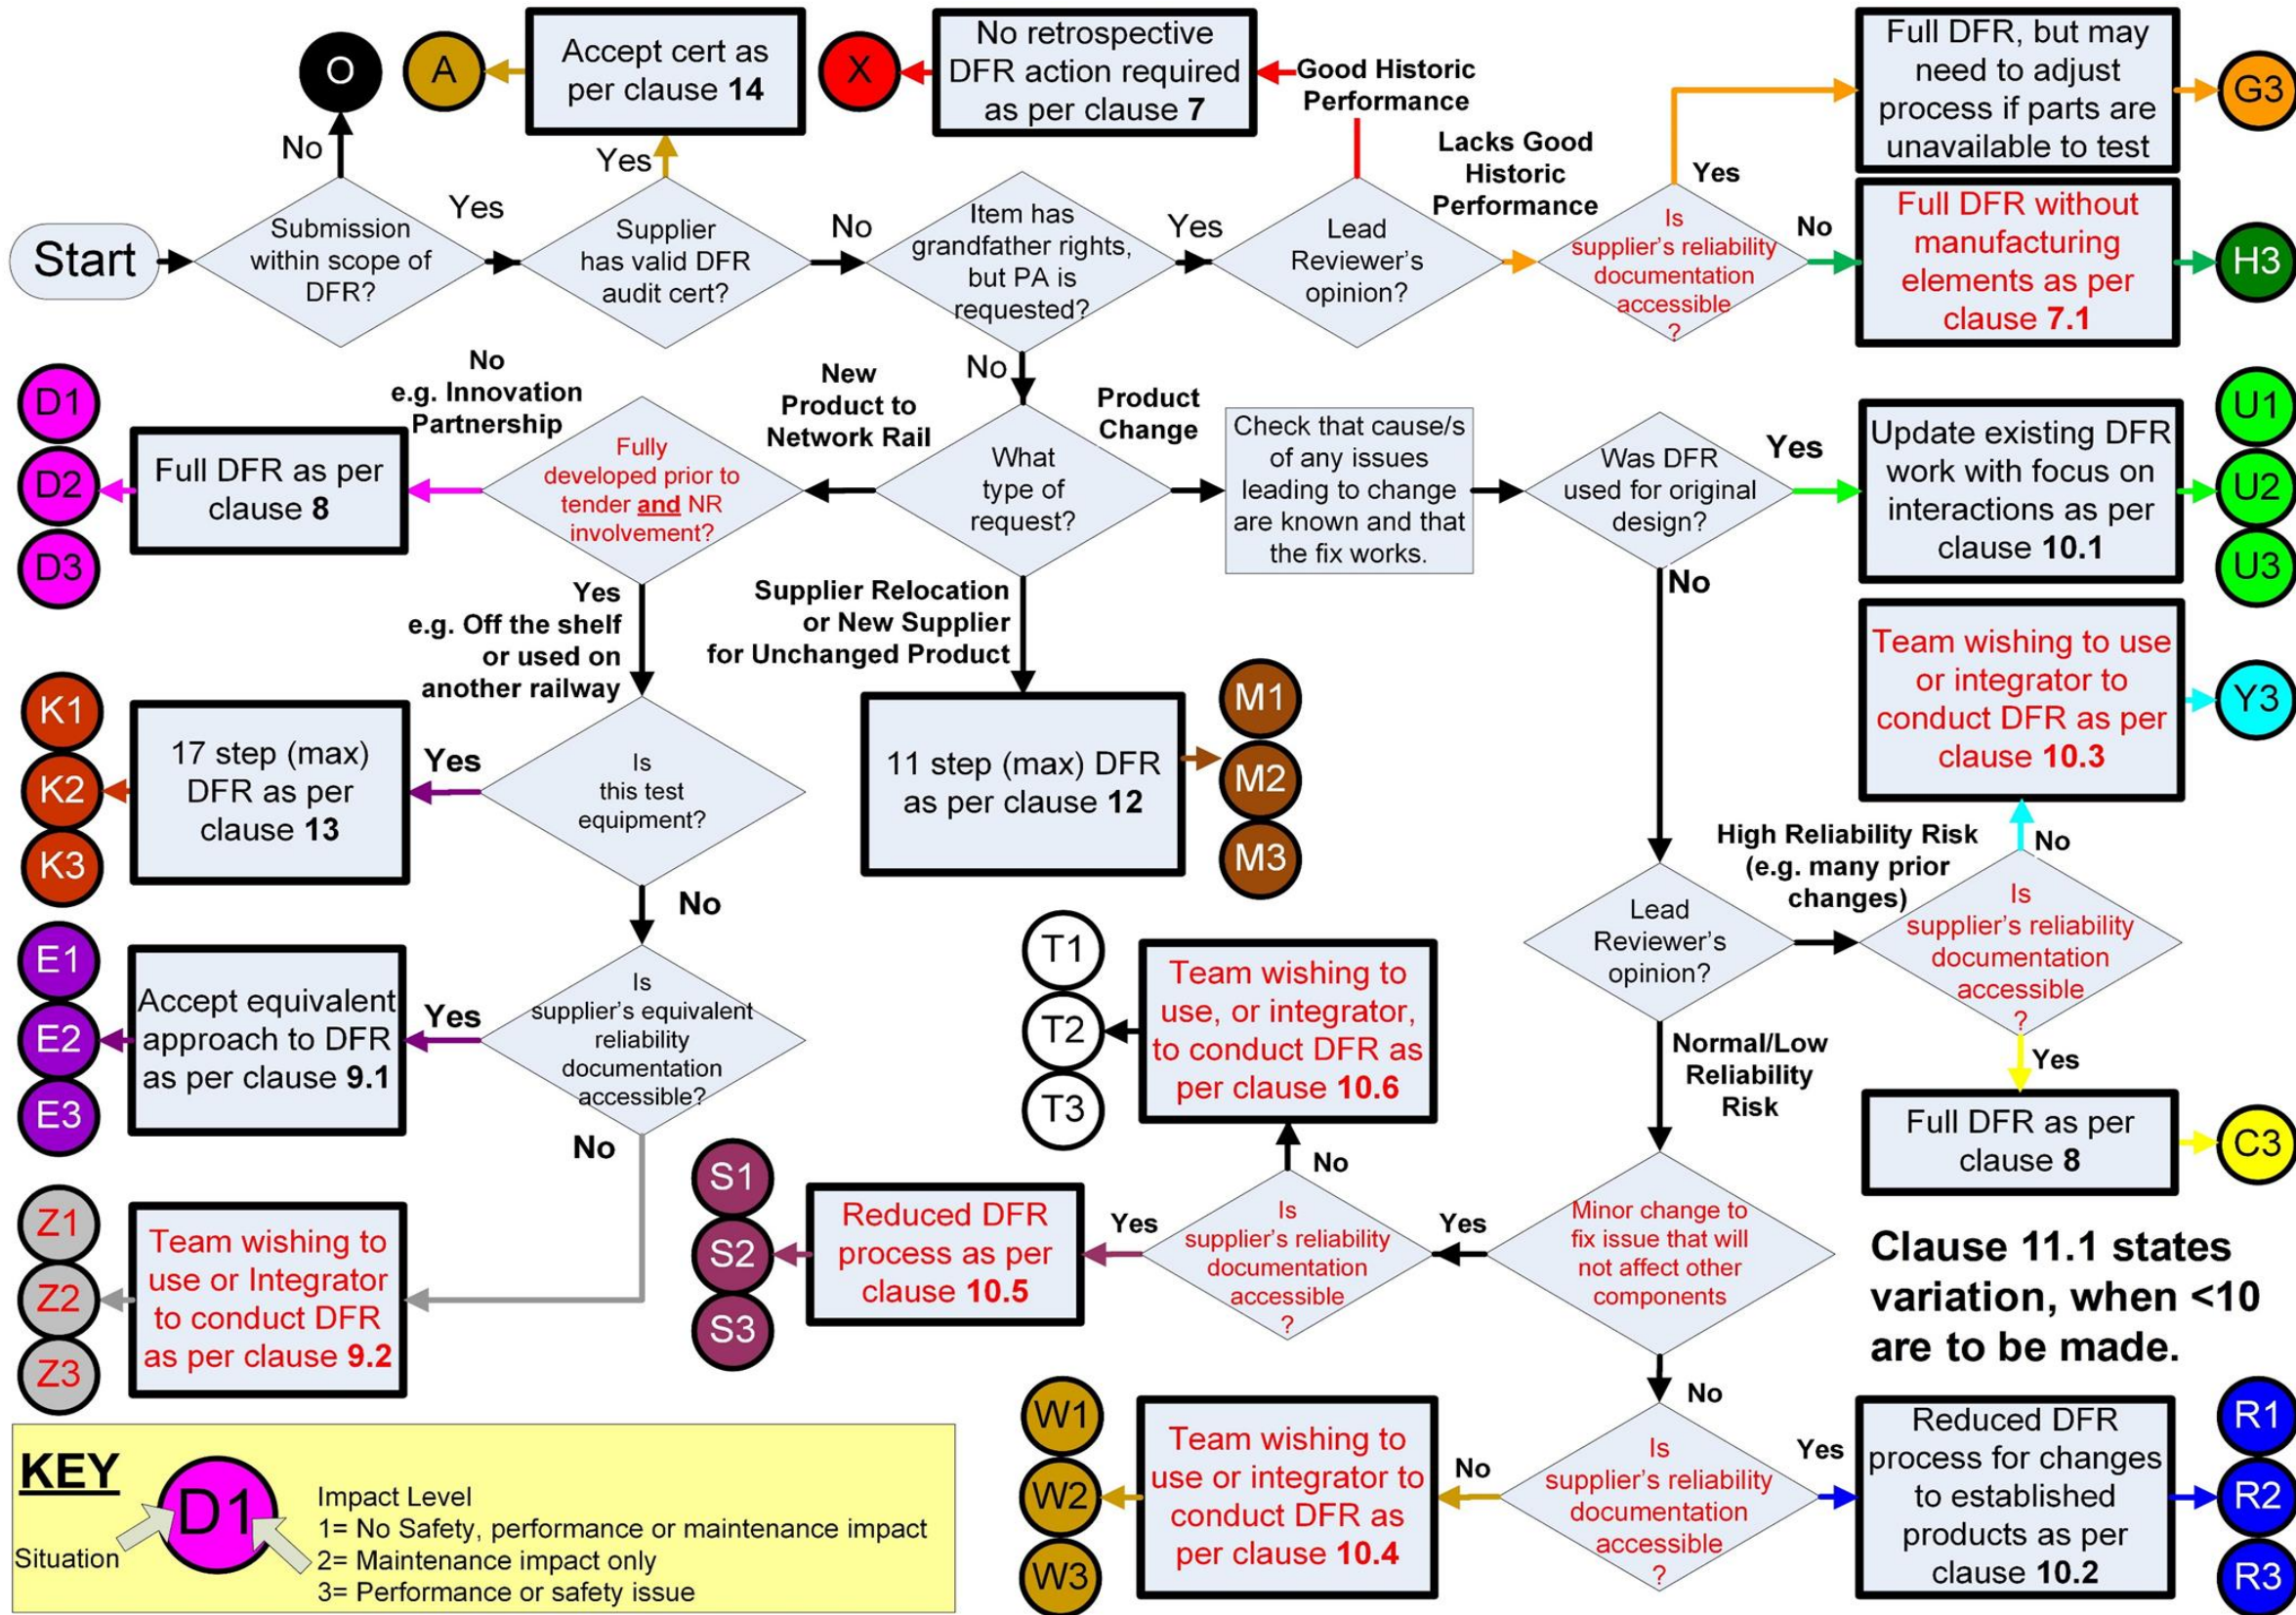 O
A
Accept cert as
per clause 14
X
No retrospective
DFR action required
as per clause 7
Good Historic
Performance
Full DFR, but may
need to adjust
process if parts are
unavailable to test
G3
No
Yes
Lacks Good
Historic
Performance
Yes
Start
Submission
within scope of
DFR?
Yes
Supplier
has valid DFR
audit cert?
No
Item has
grandfather rights,
but PA is
requested?
Yes
Lead
Reviewer's
opinion?
Is
supplier's reliability
documentation
accessible
?
No
Full DFR without
manufacturing
elements as per
clause 7.1
H3
No
D1
D2
D3
Full DFR as per
clause 8
No
e.g. Innovation
Partnership
Fully
developed prior to
tender and NR
involvement?
New
Product to
Network Rail
What
type of
request?
Product
Change
Check that cause/s
of any issues
leading to change
are known and that
the fix works.
Was DFR
used for original
design?
Yes
Update existing DFR
work with focus on
interactions as per
clause 10.1
U1
U2
U3
Yes
e.g. Off the shelf
or used on
another railway
Supplier Relocation
or New Supplier
for Unchanged Product
No
Team wishing to use
or integrator to
conduct DFR as per
clause 10.3
Y3
K1
K2
K3
17 step (max)
DFR as per
clause 13
Yes
Is
this test
equipment?
11 step (max) DFR
as per clause 12
M1
M2
M3
High Reliability Risk
(e.g. many prior
changes)
No
No
Lead
Reviewer's
opinion?
Is
supplier's reliability
documentation
accessible
?
E1
E2
E3
Accept equivalent
approach to DFR
as per clause 9.1
Yes
Is
supplier's equivalent
reliability
documentation
accessible?
T1
T2
T3
Team wishing to
use, or integrator,
to conduct DFR as
per clause 10.6
Normal/Low
Reliability
Risk
Yes
Full DFR as per
clause 8
C3
No
No
Z1
Z2
Z3
Team wishing to
use or Integrator
to conduct DFR
as per clause 9.2
S1
S2
S3
Reduced DFR
process as per
clause 10.5
Yes
Is
supplier's reliability
documentation
accessible
?
Yes
Minor change to
fix issue that will
not affect other
components
Clause 11.1 states
variation, when <10
are to be made.
No
KEY
D1
Situation
Impact Level
1= No Safety, performance or maintenance impact
2= Maintenance impact only
3= Performance or safety issue
W1
W2
W3
Team wishing to
use or integrator to
conduct DFR as
per clause 10.4
No
Is
supplier's reliability
documentation
accessible
?
Yes
Reduced DFR
process for changes
to established
products as per
clause 10.2
R1
R2
R3